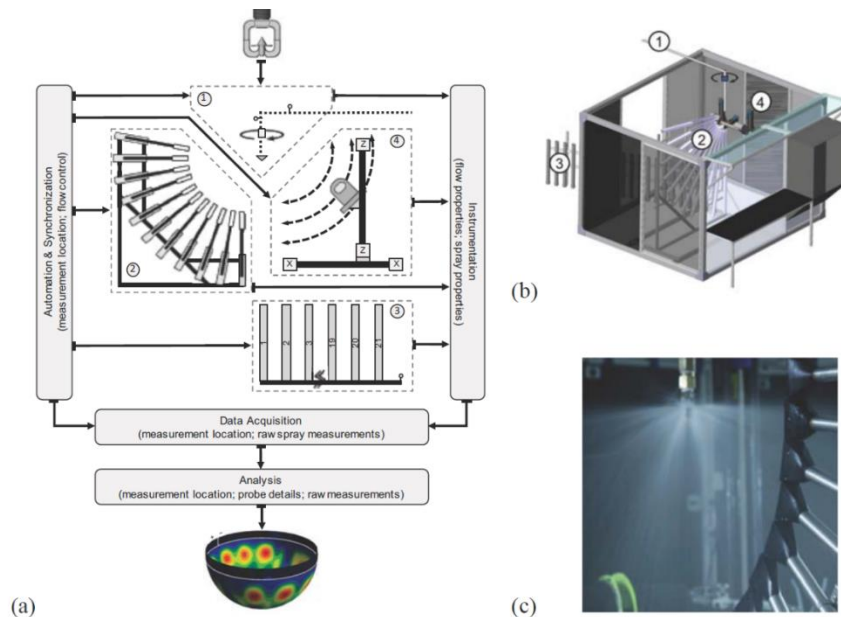 ①
Automation & Synchronization
(measurement location; flow control)
Instrumentation
(flow properties; spray properties)
④
Z
②
Z
X
X
③
1
2
3
19
20
21
Data Acquisition
(measurement location; raw spray measurements)
Analysis
(measurement location; probe details; raw measurements)
(a)
①
④
②
③
(b)
(c)